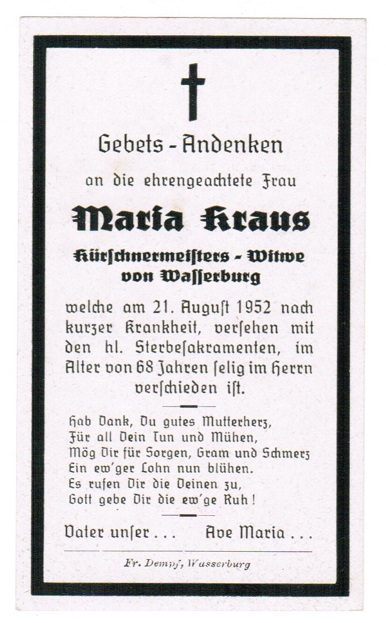 Gebets-Andenken
an die ehrengeachtete Frau
Maria Kraus
Kürschnermeisters-Witwe
von Wasserburg
welche am 21. August 1952 nach
kurzer Krankheit, versehen mit
den hl. Sterbesakramenten, im
Alter von 68 Jahren selig im Herrn
verschieden ist.
Hab Dank, Du gutes Mutterherz,
Für all Dein Tun und Mühen,
Mög Dir für Sorgen, Gram und Schmerz
Ein ew'ger Lohn nun blühen.
Es rufen Dir die Deinen zu,
Gott gebe Dir die ew'ge Ruh!
Vater unser... Ave Maria...
Fr. Dempf, Wasserburg